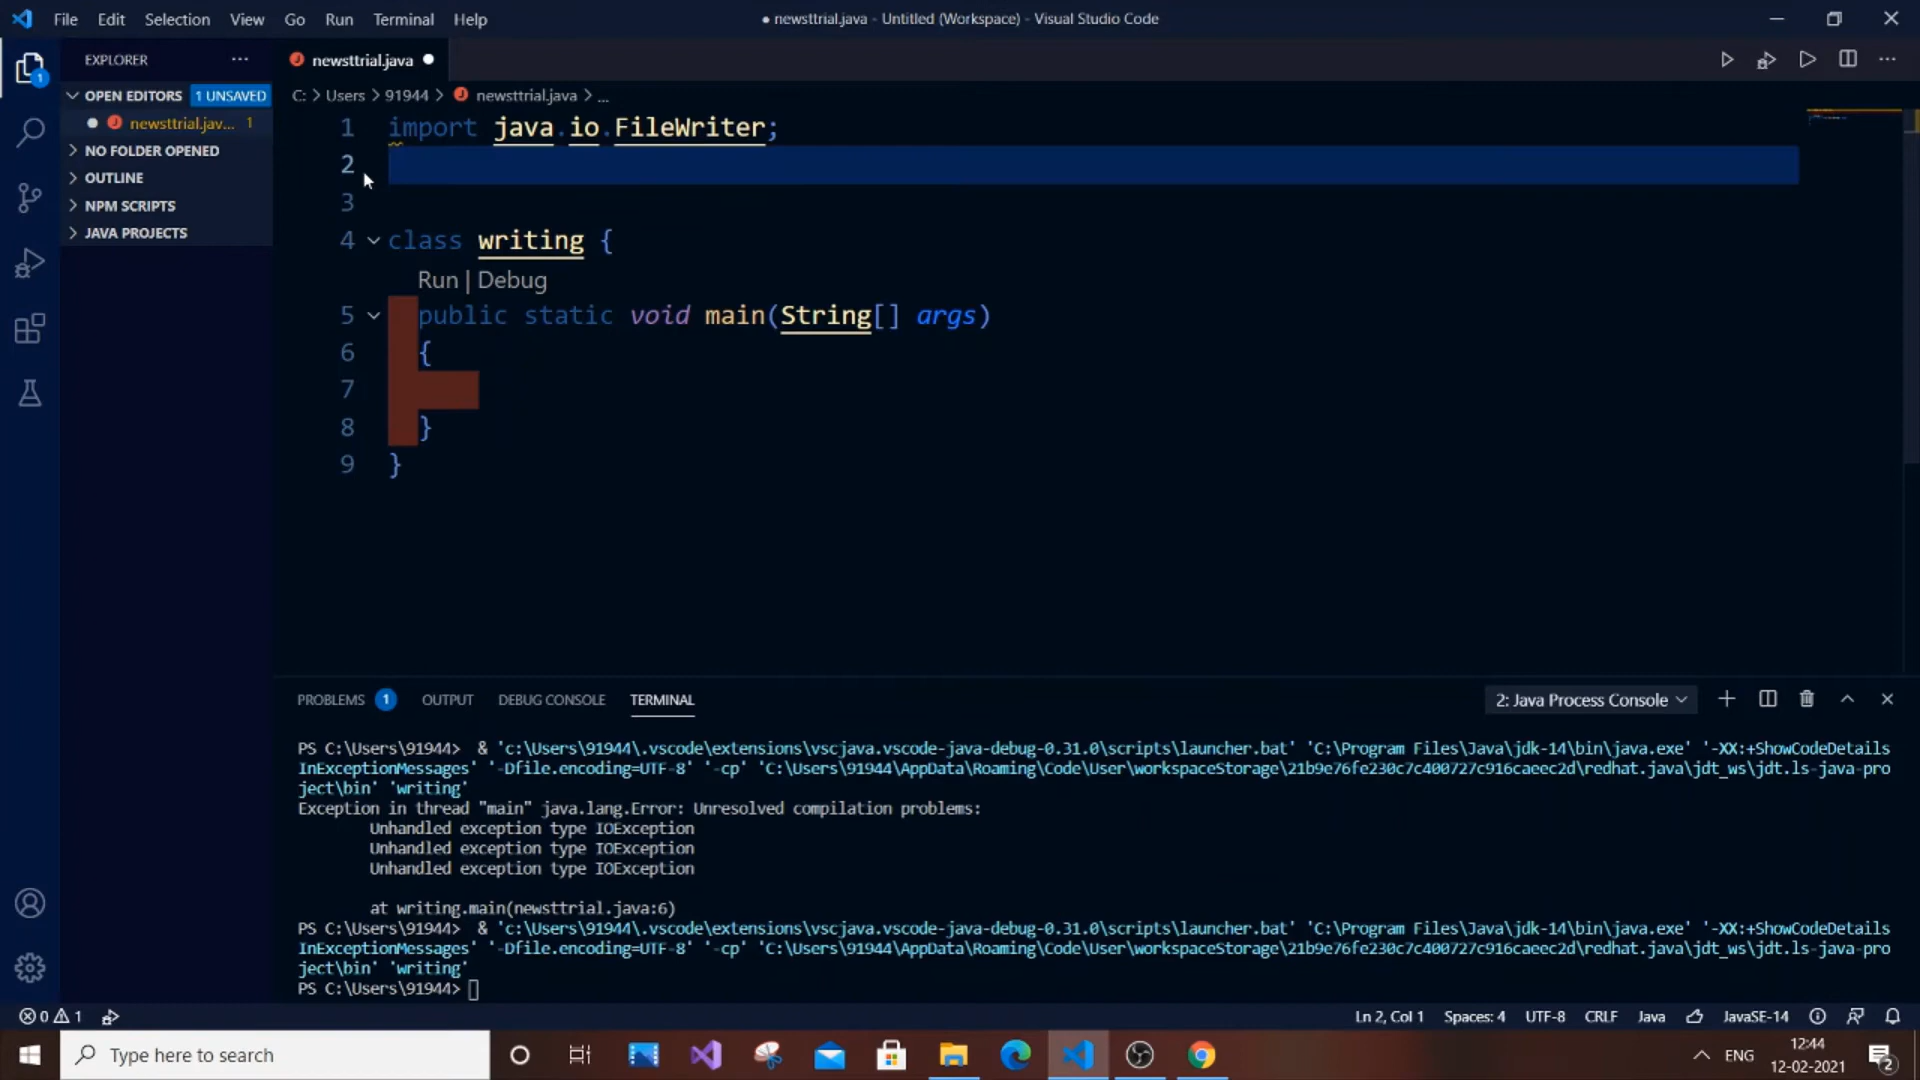 File Edit Selection View Go Run Terminal Help
● newsttrial.java - Untitled (Workspace) - Visual Studio Code
EXPLORER
newsttrial.java
OPEN EDITORS 1 UNSAVED
newsttrial.jav... 1
NO FOLDER OPENED
OUTLINE
NPM SCRIPTS
JAVA PROJECTS
C: > Users > 91944 > newsttrial.java > ...
1 import java.io.FileWriter;
2
3
4 class writing {
Run | Debug
5 public static void main(String[] args)
6 {
7
8 }
9 }
PROBLEMS 1 OUTPUT DEBUG CONSOLE TERMINAL
2: Java Process Console
PS C:\Users\91944> & 'c:\Users\91944\.vscode\extensions\vscjava.vscode-java-debug-0.31.0\scripts\launcher.bat' 'C:\Program Files\Java\jdk-14\bin\java.exe' '-XX:+ShowCodeDetails
InExceptionMessages' '-Dfile.encoding=UTF-8' '-cp' 'C:\Users\91944\AppData\Roaming\Code\User\workspaceStorage\21b9e76fe230c7c400727c916caeec2d\redhat.java\jdt_ws\jdt.ls-java-pro
ject\bin' 'writing'
Exception in thread "main" java.lang.Error: Unresolved compilation problems:
Unhandled exception type IOException
Unhandled exception type IOException
Unhandled exception type IOException
at writing.main(newsttrial.java:6)
PS C:\Users\91944> & 'c:\Users\91944\.vscode\extensions\vscjava.vscode-java-debug-0.31.0\scripts\launcher.bat' 'C:\Program Files\Java\jdk-14\bin\java.exe' '-XX:+ShowCodeDetails
InExceptionMessages' '-Dfile.encoding=UTF-8' '-cp' 'C:\Users\91944\AppData\Roaming\Code\User\workspaceStorage\21b9e76fe230c7c400727c916caeec2d\redhat.java\jdt_ws\jdt.ls-java-pro
ject\bin' 'writing'
PS C:\Users\91944>
0 1
Ln 2, Col 1 Spaces: 4 UTF-8 CRLF Java JavaSE-14
Type here to search
ENG
12:44
12-02-2021
2